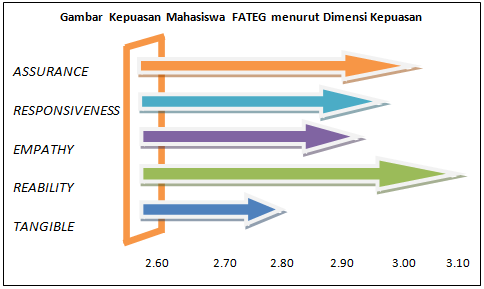 Gambar Kepuasan Mahasiswa FATEG menurut Dimensi Kepuasan
ASSURANCE
RESPONSIVENESS
EMPATHY
REABILITY
TANGIBLE
2.60 2.70 2.80 2.90 3.00 3.10